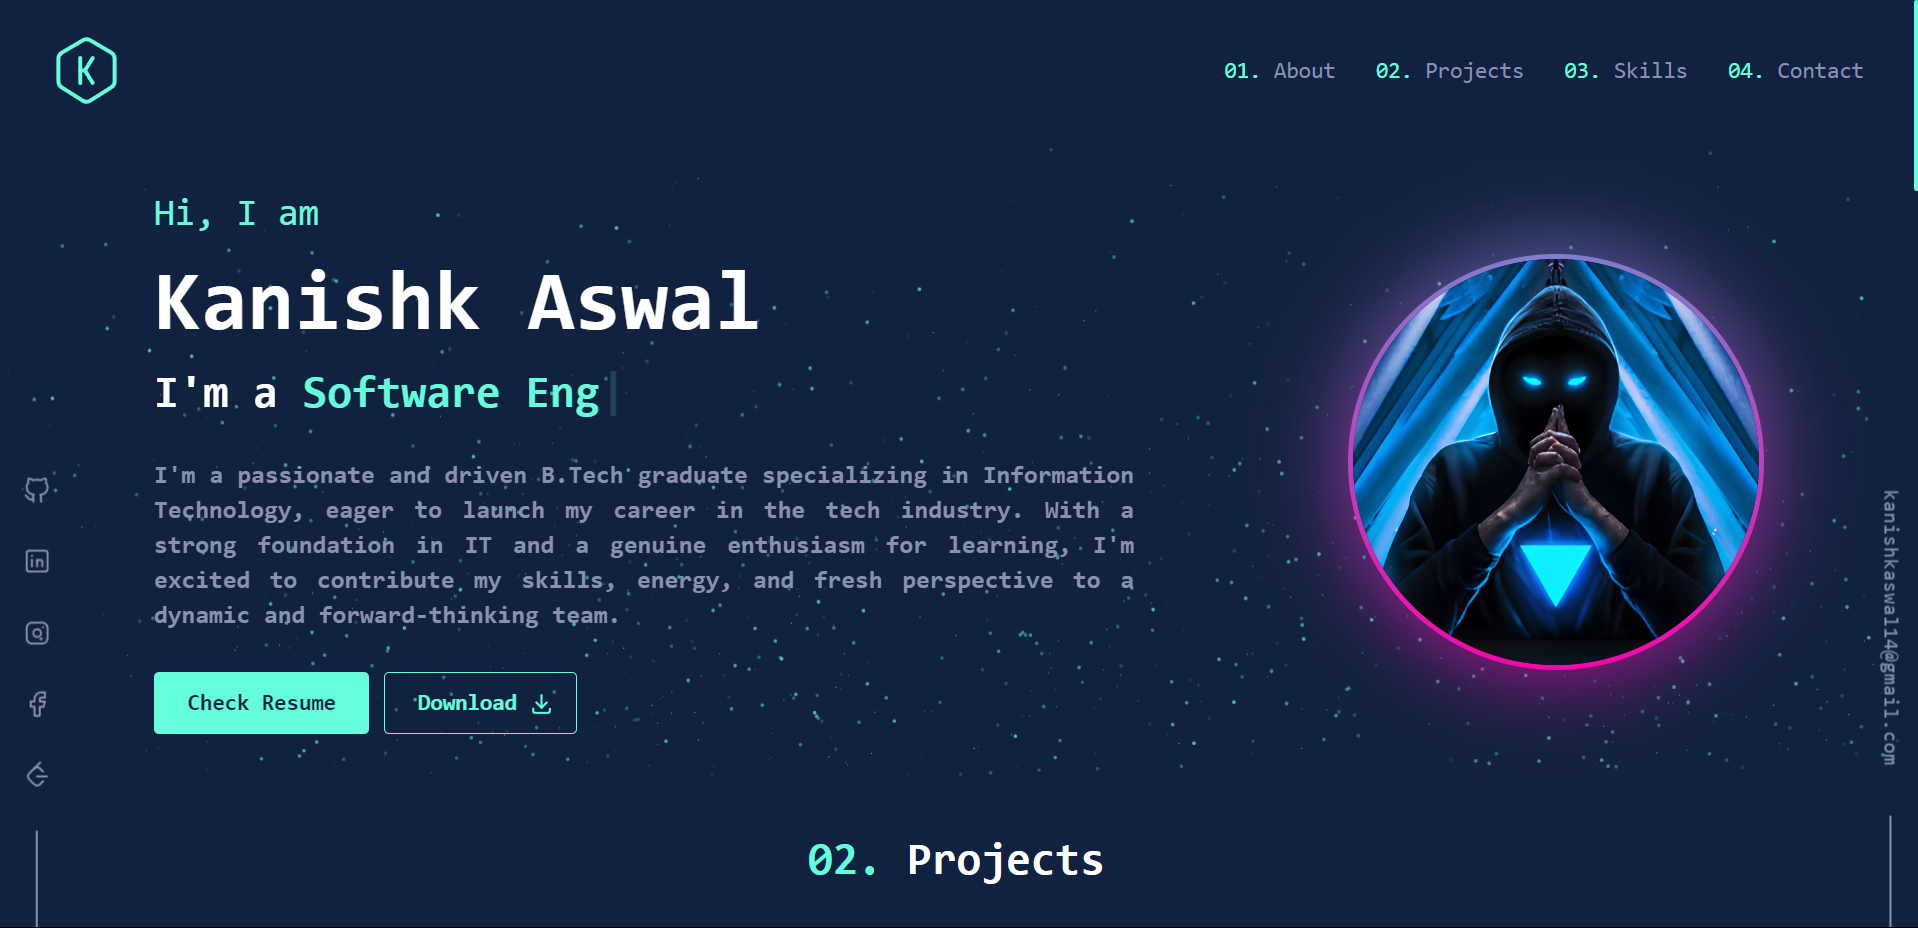 K
01. About 02. Projects 03. Skills 04. Contact
Hi, I am
Kanishk Aswal
I'm a Software Eng
I'm a passionate and driven B.Tech graduate specializing in Information
Technology, eager to launch my career in the tech industry. With a
strong foundation in IT and a genuine enthusiasm for learning, I'm
excited to contribute my skills, energy, and fresh perspective to a
dynamic and forward-thinking team.
Check Resume
Download
in
kanishkaswal14@gmail.com
02. Projects